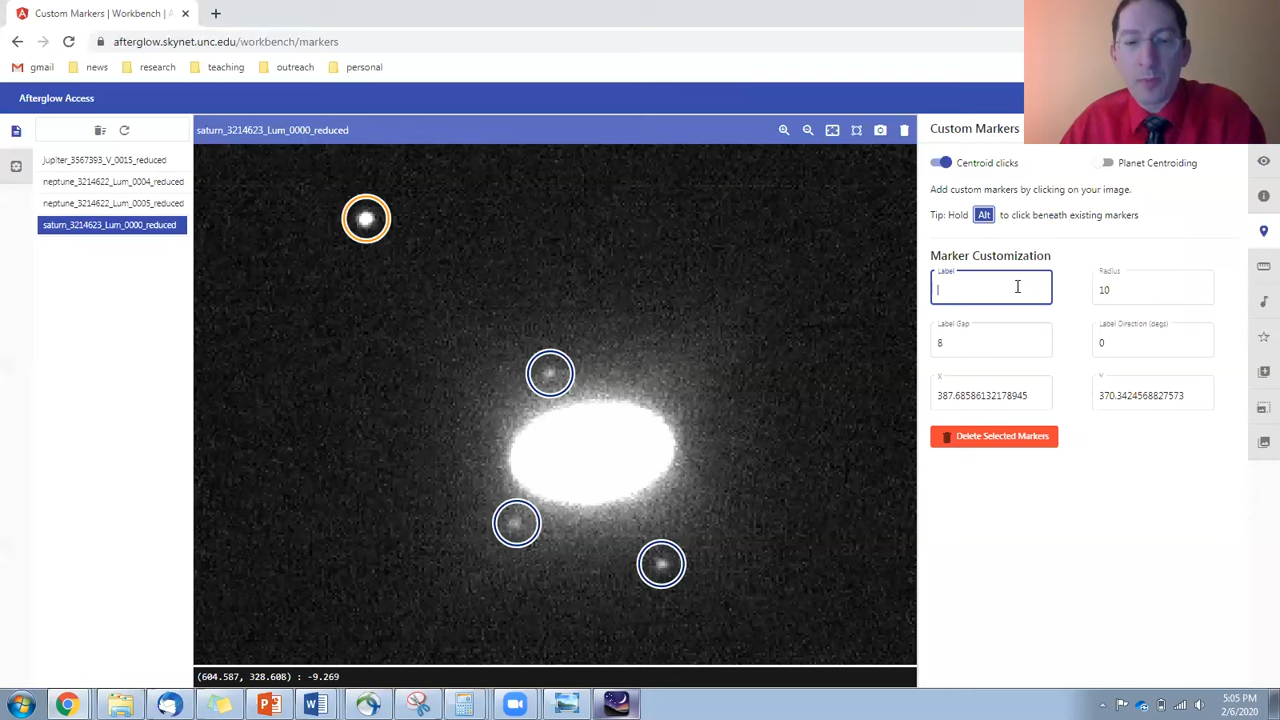 Custom Markers | Workbench | A
afterglow.skynet.unc.edu/workbench/markers
gmail
news
research
teaching
outreach
personal
Afterglow Access
Jupiter_3567393_V_0015_reduced
neptune_3214622_Lum_0004_reduced
neptune_3214622_Lum_0005_reduced
saturn_3214623_Lum_0000_reduced
saturn_3214623_Lum_0000_reduced
(604.587, 328.608) : -9.269
Custom Markers
Centroid clicks
Planet Centroiding
Add custom markers by clicking on your image.
Tip: Hold Alt to click beneath existing markers
Marker Customization
Label
Radius
10
Label Gap
8
Label Direction (degs)
0
X
387.68586132178945
Y
370.3424568827573
Delete Selected Markers
5:05 PM
2/6/2020